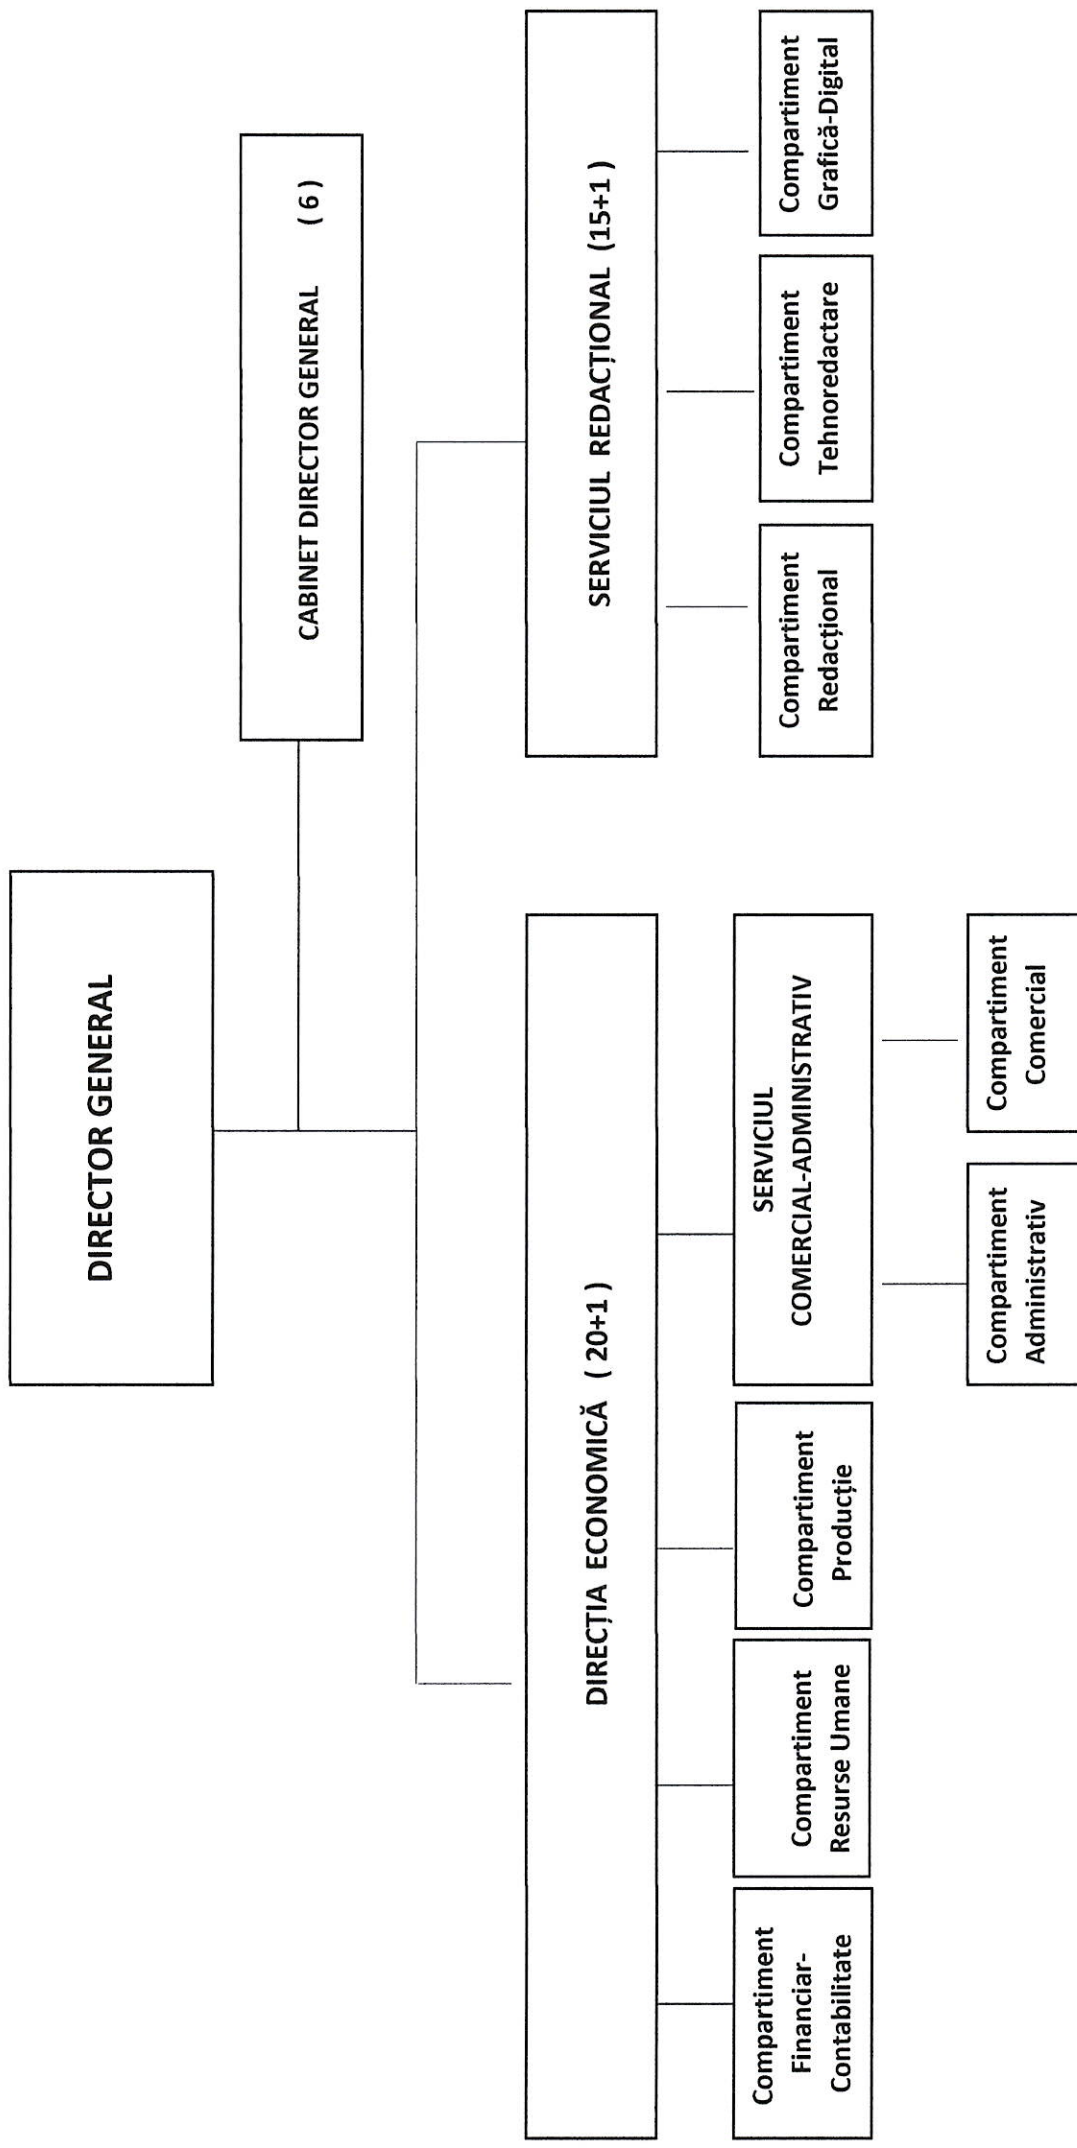 DIRECTOR GENERAL
CABINET DIRECTOR GENERAL ( 6 )
DIRECȚIA ECONOMICĂ ( 20+1 )
SERVICIUL REDACȚIONAL (15+1 )
Compartiment
Financiar-
Contabilitate
Compartiment
Resurse Umane
Compartiment
Producție
SERVICIUL
COMERCIAL-ADMINISTRATIV
Compartiment
Redacțional
Compartiment
Tehnoredactare
Compartiment
Grafică-Digital
Compartiment
Administrativ
Compartiment
Comercial